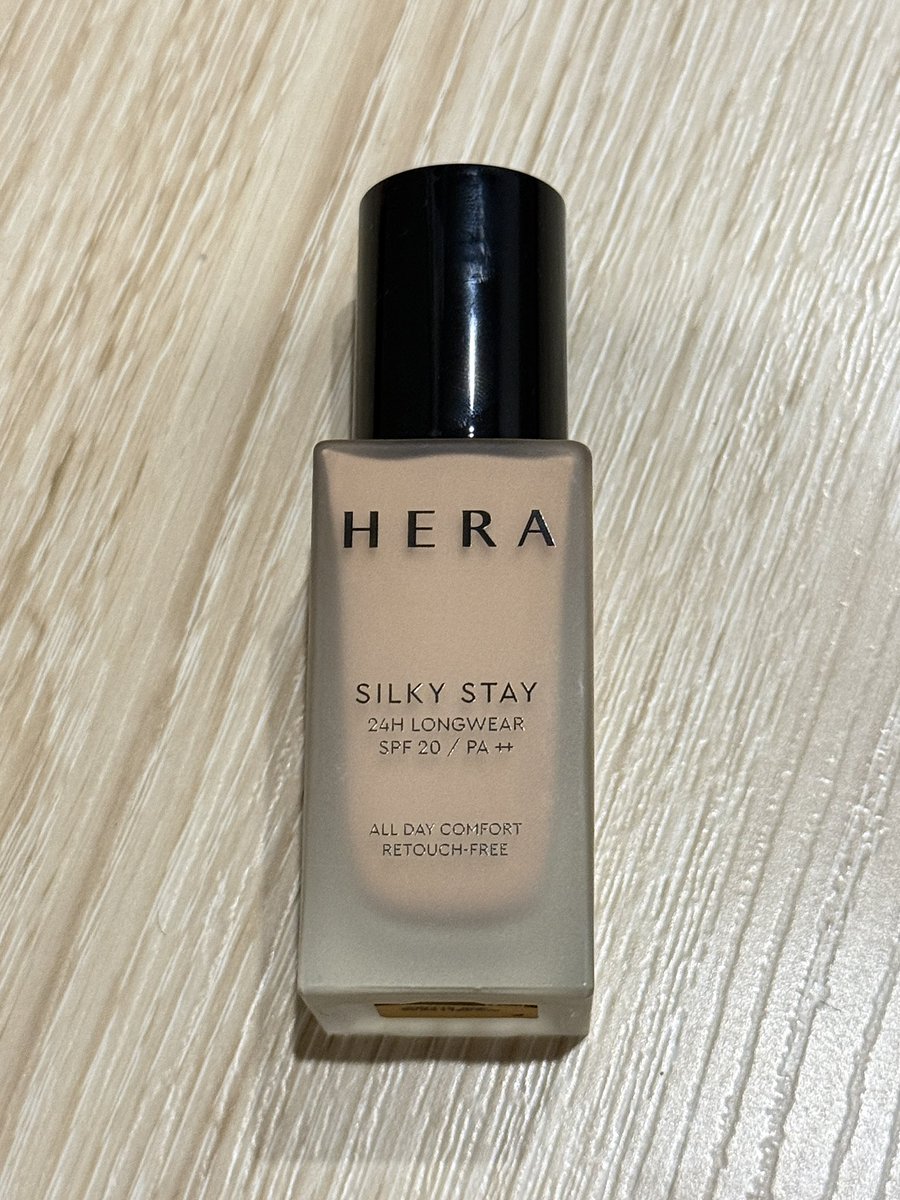 HERA
SILKY STAY
24H LONGWEAR
SPF 20 / PA ++
ALL DAY COMFORT
RETOUCH-FREE